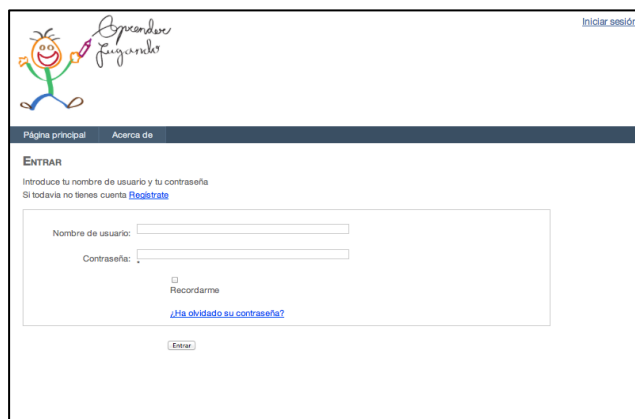 Aprender
Jugando
Iniciar sesión
Página principal
Acerca de
ENTRAR
Introduce tu nombre de usuario y tu contraseña
Si todavia no tienes cuenta Regístrate
Nombre de usuario:
Contraseña:
Recordarme
¿Ha olvidado su contraseña?
Entrar